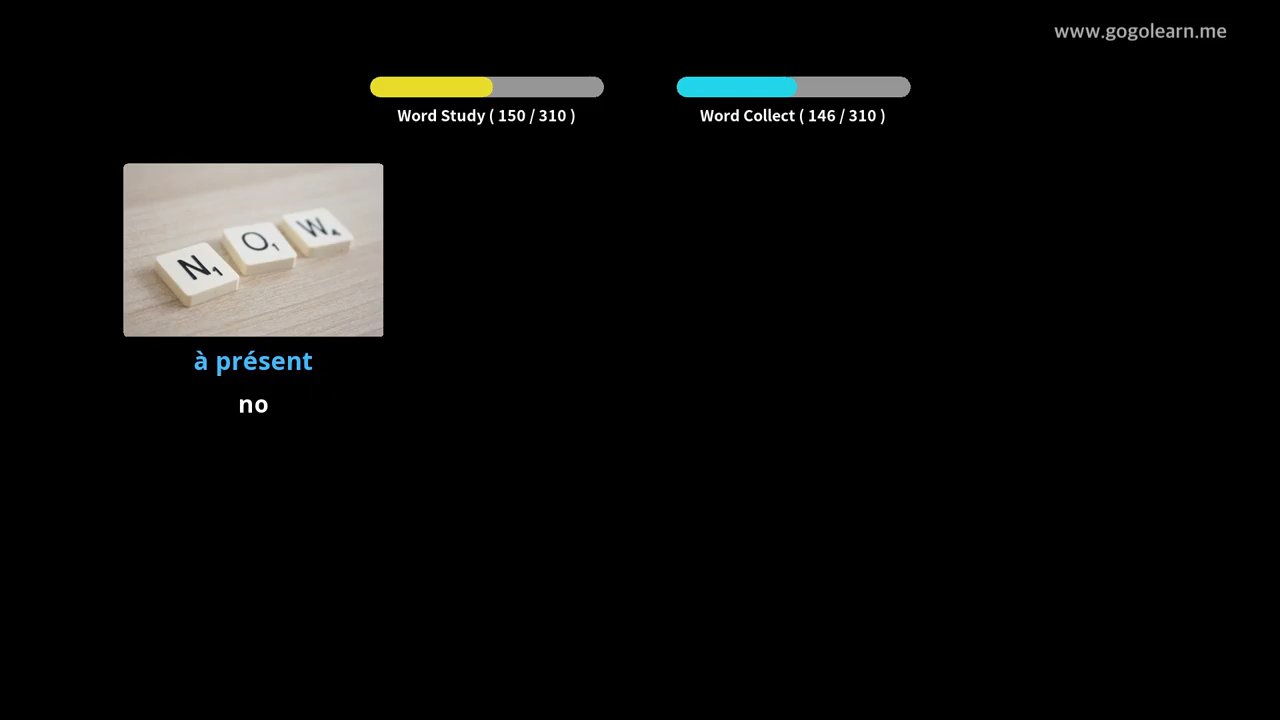 www.gogolearn.me
Word Study ( 150 / 310 )
Word Collect ( 146 / 310 )
N1 O1 W4
à présent
no